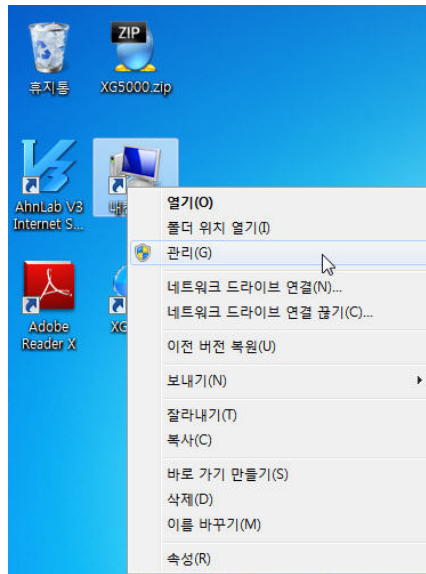 ZIP
휴지통
XG5000.zip
AhnLab V3
Internet S...
Adobe
Reader X
XG
열기(O)
폴더 위치 열기(I)
관리(G)
네트워크 드라이브 연결(N)...
네트워크 드라이브 연결 끊기(C)...
이전 버전 복원(U)
보내기(N)
잘라내기(T)
복사(C)
바로 가기 만들기(S)
삭제(D)
이름 바꾸기(M)
속성(R)